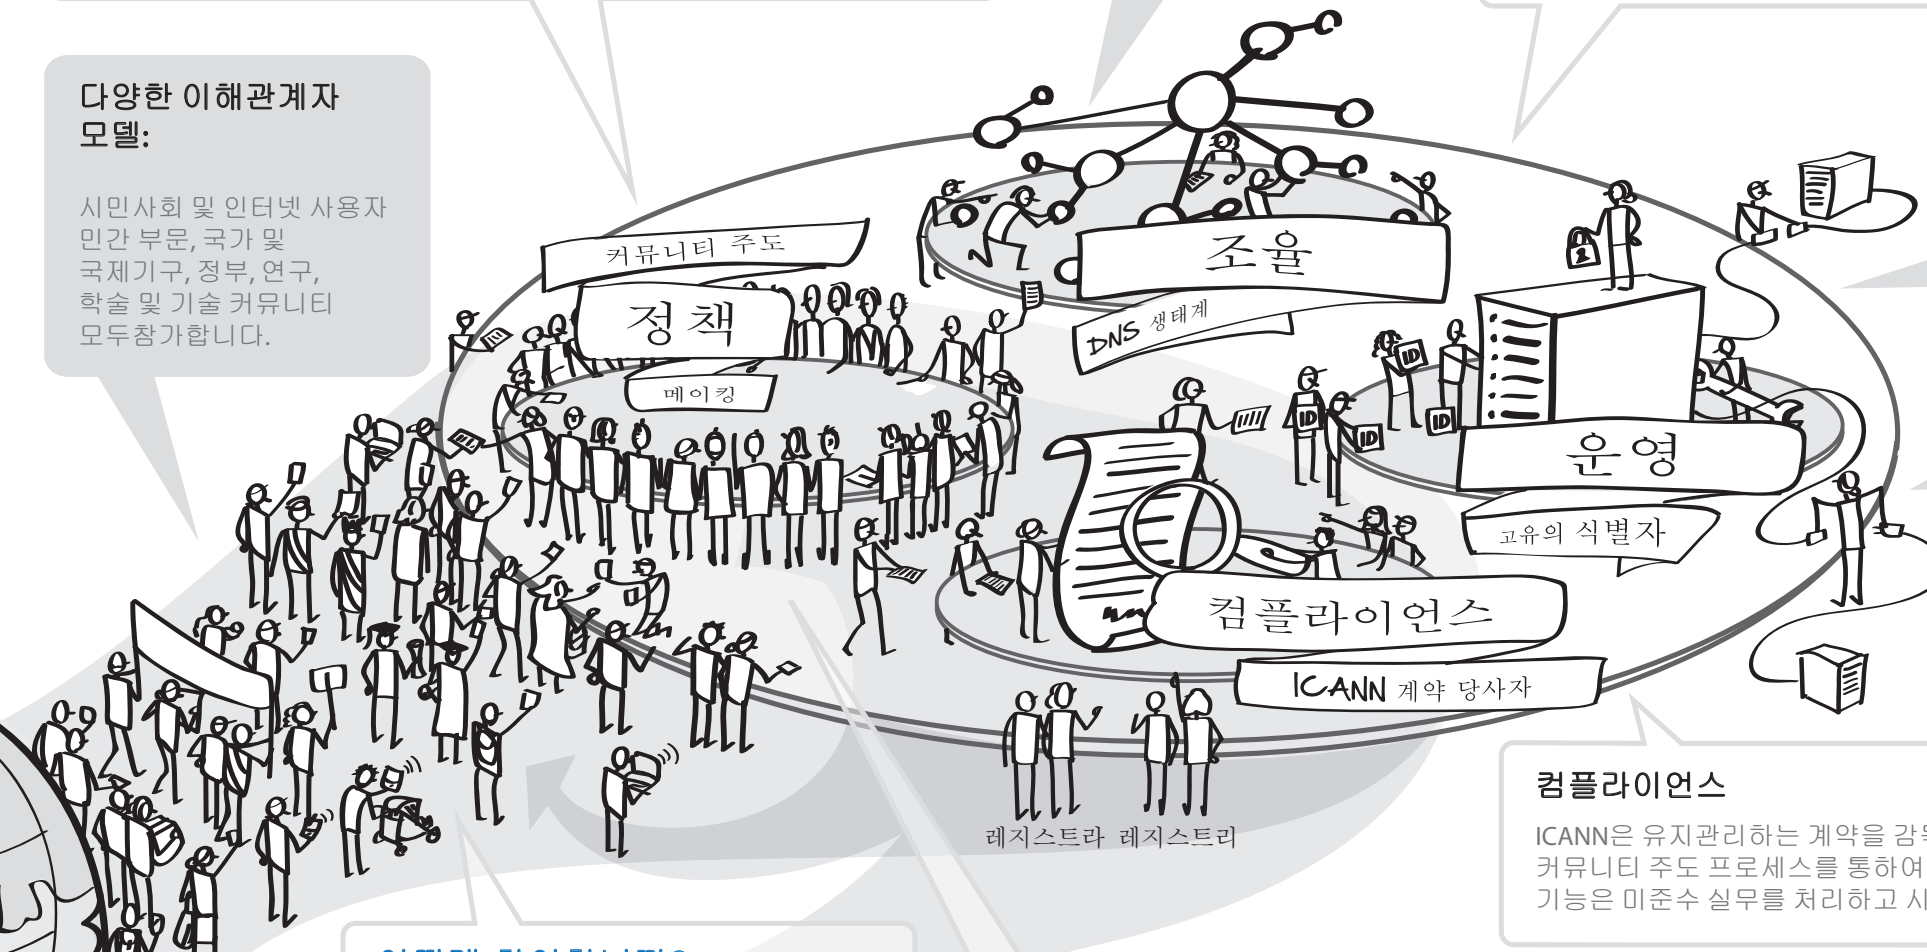 다양한 이해관계자
모델:
시민사회 및 인터넷 사용자
민간 부문, 국가 및
국제기구, 정부, 연구,
학술 및 기술 커뮤니티
모두참가합니다.
커뮤니티 주도
정책
메이킹
조율
DNS 생태계
2
ID
ID
ID
ID
운영
고유의 식별자
컴플라이언스
ICANN 계약 당사자
레지스트라 레지스트리
컴플라이언스
ICANN은 유지관리하는 계약을
커뮤니티 주도 프로세스를 통하여
기능은 미준수 실무를 처리하고